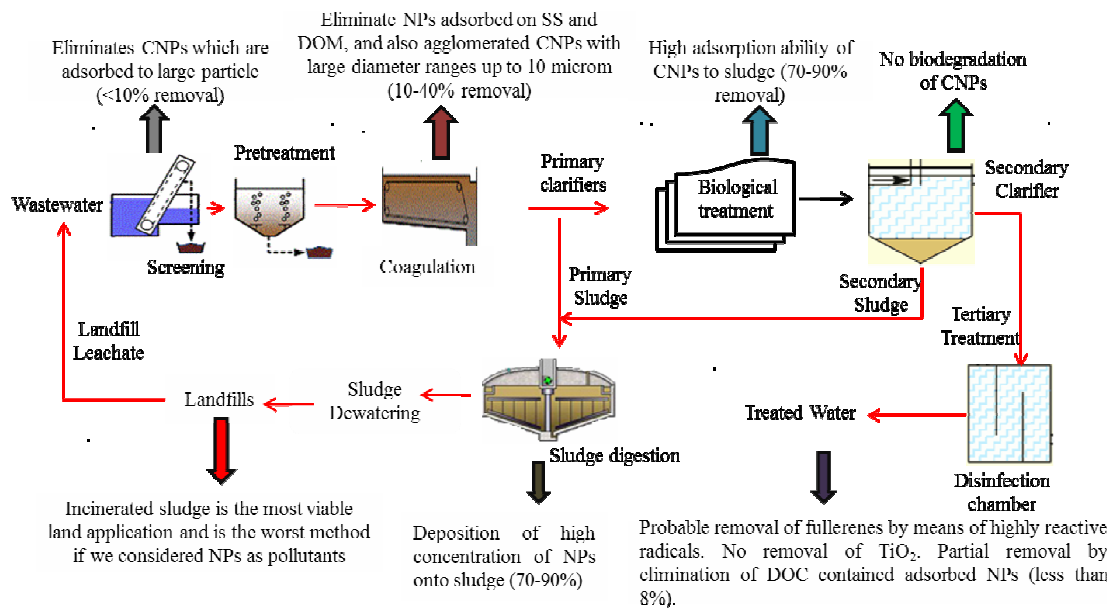 Eliminates CNPs which are
adsorbed to large particle
(<10% removal)
Eliminate NPs adsorbed on SS and
DOM, and also agglomerated CNPs with
large diameter ranges up to 10 microm
(10-40% removal)
High adsorption ability of
CNPs to sludge (70-90%
removal)
No biodegradation
of CNPs
Wastewater
Screening
Pretreatment
Coagulation
Primary
clarifiers
Biological
treatment
Secondary
Clarifier
Primary
Sludge
Secondary
Sludge
Tertiary
Treatment
Landfill
Leachate
Landfills
Sludge
Dewatering
Sludge digestion
Treated Water
Disinfection
chamber
Incinerated sludge is the most viable
land application and is the worst method
if we considered NPs as pollutants
Deposition of high
concentration of NPs
onto sludge (70-90%)
Probable removal of fullerenes by means of highly reactive
radicals. No removal of TiO₂. Partial removal by
elimination of DOC contained adsorbed NPs (less than
8%).